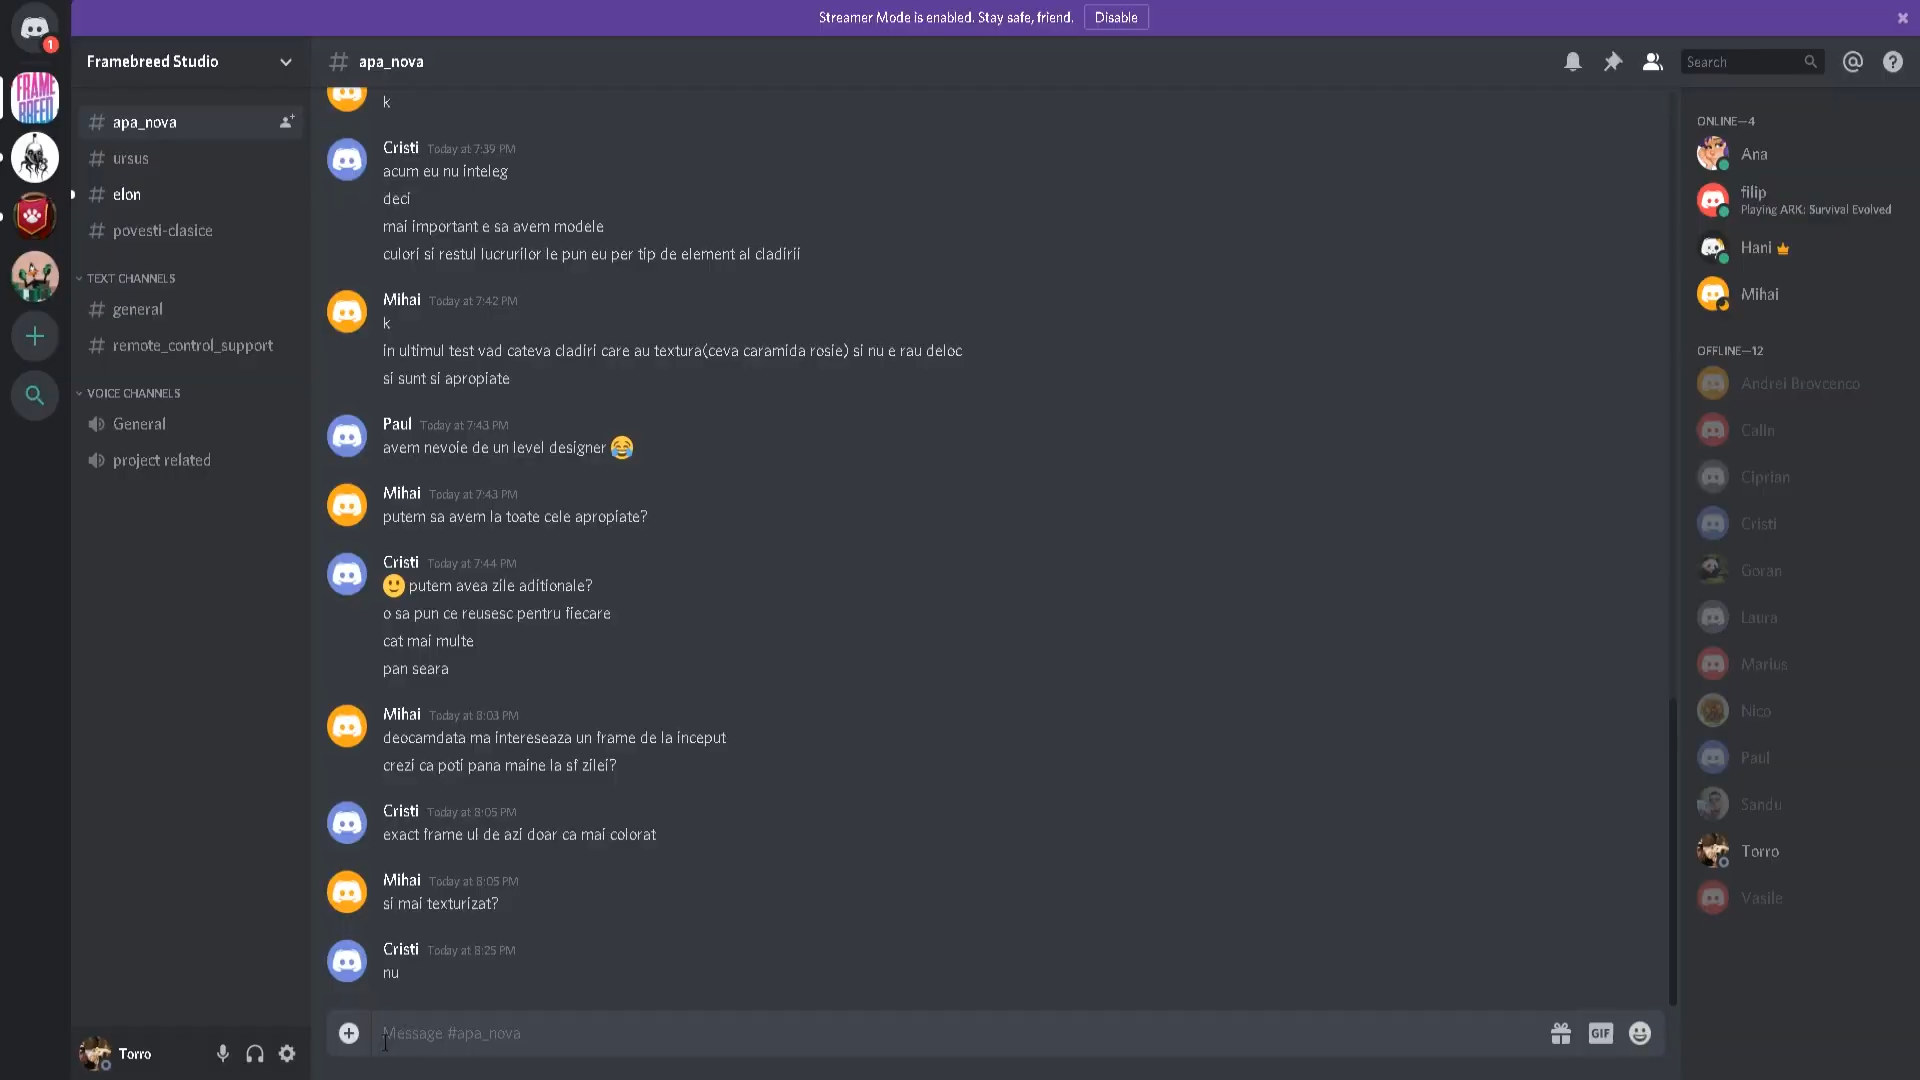 Streamer Mode is enabled. Stay safe, friend. Disable
1
FRAME
BREED
Framebreed Studio
apa_nova
ursus
elon
povesti-clasice
TEXT CHANNELS
general
remote_control_support
VOICE CHANNELS
General
project related
Torro
# apa_nova
Search
k
Cristi Today at 7:39 PM
acum eu nu inteleg
deci
mai important e sa avem modele
culori si restul lucrurilor le pun eu per tip de element al cladirii
Mihai Today at 7:42 PM
k
in ultimul test vad cateva cladiri care au textura(ceva caramida rosie) si nu e rau deloc
si sunt si apropiate
Paul Today at 7:43 PM
avem nevoie de un level designer 😂
Mihai Today at 7:43 PM
putem sa avem la toate cele apropiate?
Cristi Today at 7:44 PM
🙂 putem avea zile aditionale?
o sa pun ce reusesc pentru fiecare
cat mai multe
pan seara
Mihai Today at 8:03 PM
deocamdata ma intereseaza un frame de la inceput
crezi ca poti pana maine la sf zilei?
Cristi Today at 8:05 PM
exact frame ul de azi doar ca mai colorat
Mihai Today at 8:05 PM
si mai texturizat?
Cristi Today at 8:25 PM
nu
Message #apa_nova
GIF
ONLINE—4
Ana
filip
Playing ARK: Survival Evolved
Hani
Mihai
OFFLINE—12
Andrei Brovcenco
Calin
Ciprian
Cristi
Goran
Laura
Marius
Nico
Paul
Sandu
Torro
Vasile